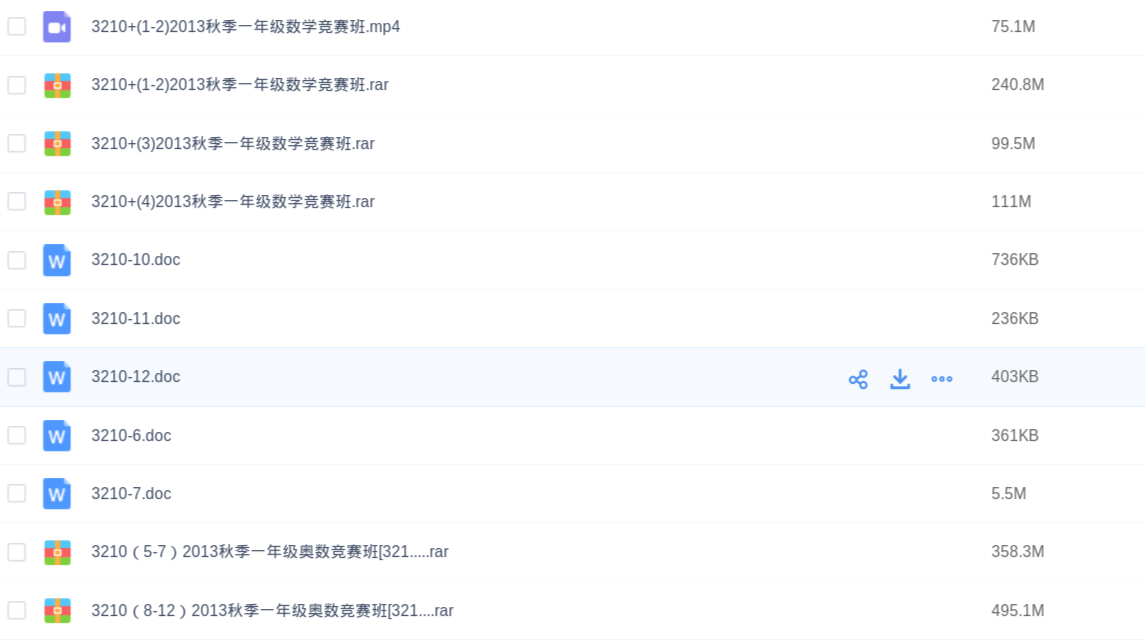 3210+(1-2)2013秋季一年级数学竞赛班.mp4 75.1M
3210+(1-2)2013秋季一年级数学竞赛班.rar 240.8M
3210+(3)2013秋季一年级数学竞赛班.rar 99.5M
3210+(4)2013秋季一年级数学竞赛班.rar 111M
W 3210-10.doc 736KB
W 3210-11.doc 236KB
W 3210-12.doc 403KB
W 3210-6.doc 361KB
W 3210-7.doc 5.5M
3210（5-7）2013秋季一年级奥数竞赛班[321.....rar 358.3M
3210（8-12）2013秋季一年级奥数竞赛班[321....rar 495.1M